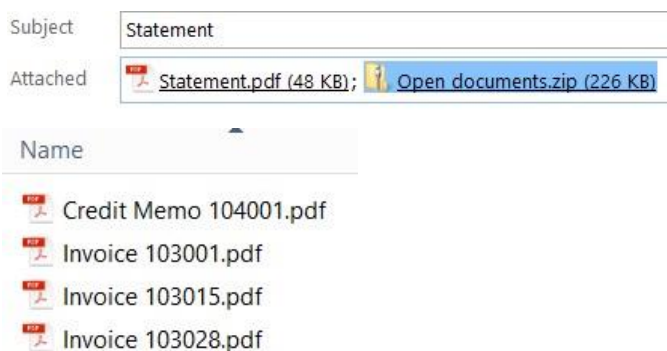 Subject Statement
Attached Statement.pdf (48 KB); Open documents.zip (226 KB)
Name
Credit Memo 104001.pdf
Invoice 103001.pdf
Invoice 103015.pdf
Invoice 103028.pdf